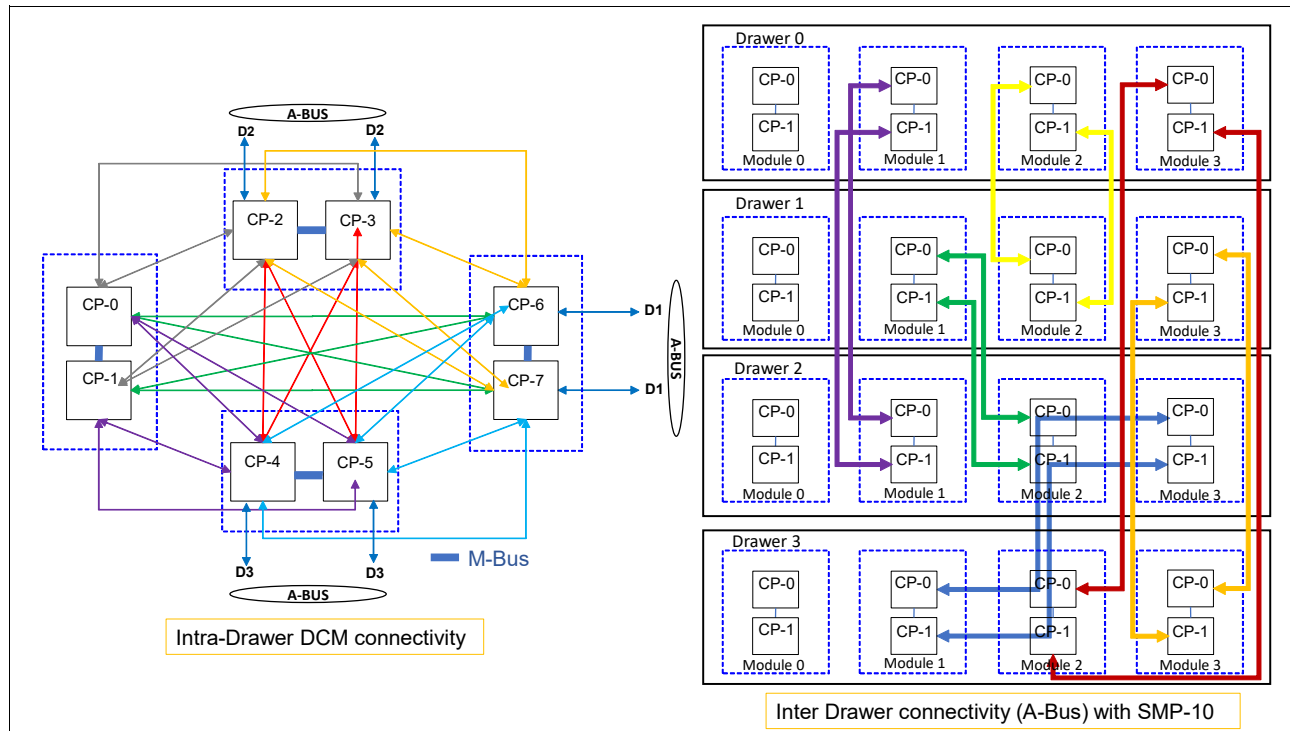 A-BUS
D2
D2
CP-2
CP-3
CP-0
CP-1
CP-6
CP-7
D1
D1
A-BUS
CP-4
CP-5
D3
D3
A-BUS
M-Bus
Intra-Drawer DCM connectivity
Drawer 0
CP-0
CP-1
Module 0
CP-0
CP-1
Module 1
CP-0
CP-1
Module 2
CP-0
CP-1
Module 3
Drawer 1
CP-0
CP-1
Module 0
CP-0
CP-1
Module 1
CP-0
CP-1
Module 2
CP-0
CP-1
Module 3
Drawer 2
CP-0
CP-1
Module 0
CP-0
CP-1
Module 1
CP-0
CP-1
Module 2
CP-0
CP-1
Module 3
Drawer 3
CP-0
CP-1
Module 0
CP-0
CP-1
Module 1
CP-0
CP-1
Module 2
CP-0
CP-1
Module 3
Inter Drawer connectivity (A-Bus) with SMP-10